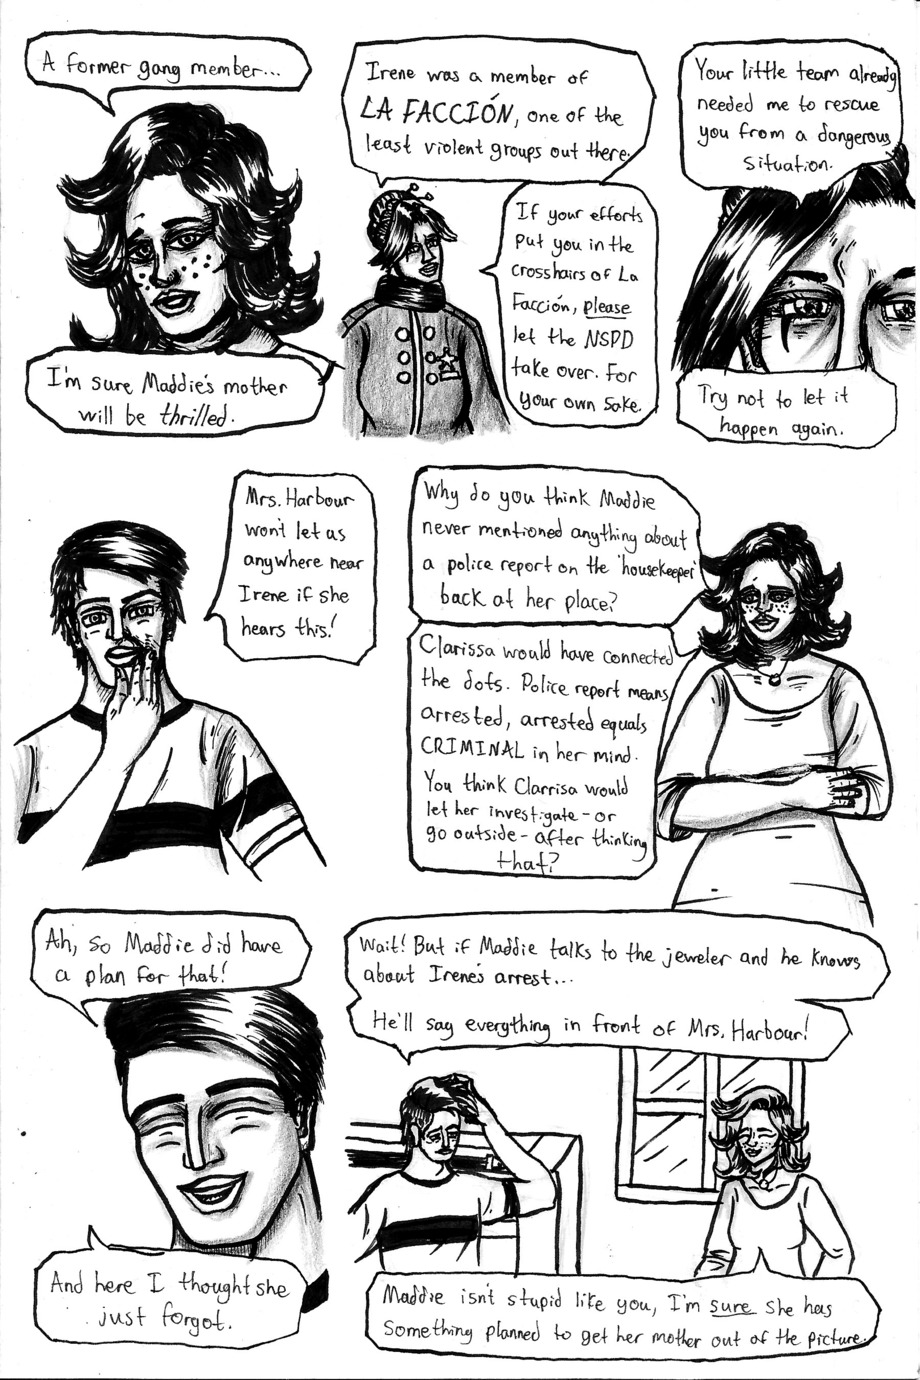 A former gang member...
I'm sure Maddie's mother
will be thrilled.
Irene was a member of
LA FACCIÓN, one of the
least violent groups out there.
If your efforts
put you in the
crosshairs of La
Facción, please
let the NSPD
take over. For
your own sake.
Your little team already
needed me to rescue
you from a dangerous
situation.
Try not to let it
happen again.
Mrs. Harbour
won't let us
anywhere near
Irene if she
hears this!
Why do you think Maddie
never mentioned anything about
a police report on the 'housekeeper'
back at her place?
Clarissa would have connected
the dots. Police report means
arrested, arrested equals
CRIMINAL in her mind.
You think Clarrisa would
let her investigate - or
go outside - after thinking
that?
Ah, so Maddie did have
a plan for that!
And here I thought she
just forgot.
Wait! But if Maddie talks to the jeweler and he knows
about Irene's arrest...
He'll say everything in front of Mrs. Harbour!
Maddie isn't stupid like you, I'm sure she has
something planned to get her mother out of the picture.